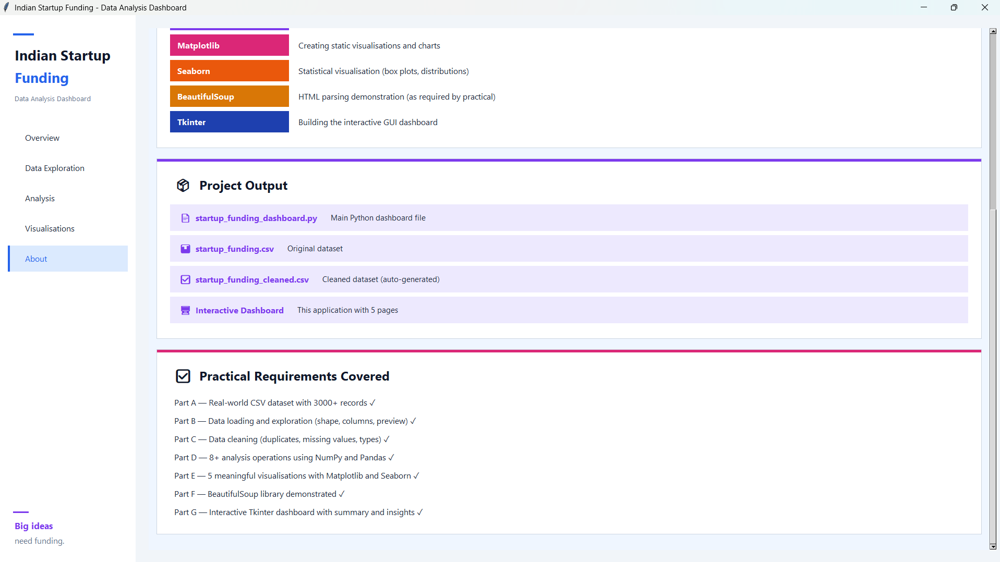 Indian Startup Funding - Data Analysis Dashboard
Indian Startup
Funding
Data Analysis Dashboard
Overview
Data Exploration
Analysis
Visualisations
About
Big ideas
need funding.
Matplotlib Creating static visualisations and charts
Seaborn Statistical visualisation (box plots, distributions)
BeautifulSoup HTML parsing demonstration (as required by practical)
Tkinter Building the interactive GUI dashboard
Project Output
startup_funding_dashboard.py Main Python dashboard file
startup_funding.csv Original dataset
startup_funding_cleaned.csv Cleaned dataset (auto-generated)
Interactive Dashboard This application with 5 pages
Practical Requirements Covered
Part A — Real-world CSV dataset with 3000+ records ✓
Part B — Data loading and exploration (shape, columns, preview) ✓
Part C — Data cleaning (duplicates, missing values, types) ✓
Part D — 8+ analysis operations using NumPy and Pandas ✓
Part E — 5 meaningful visualisations with Matplotlib and Seaborn ✓
Part F — BeautifulSoup library demonstrated ✓
Part G — Interactive Tkinter dashboard with summary and insights ✓